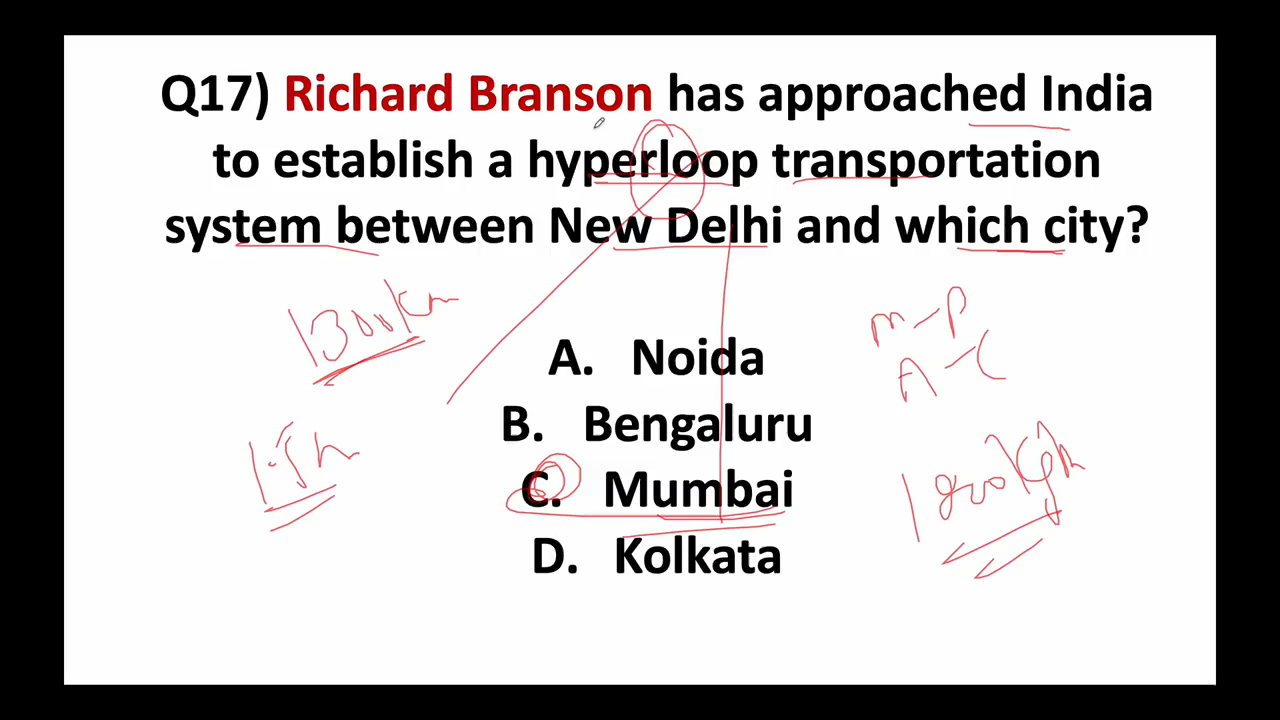 Q17) Richard Branson has approached India
to establish a hyperloop transportation
system between New Delhi and which city?
1300km
M-P
A. Noida
A-C
B. Bengaluru
C. Mumbai
D. Kolkata